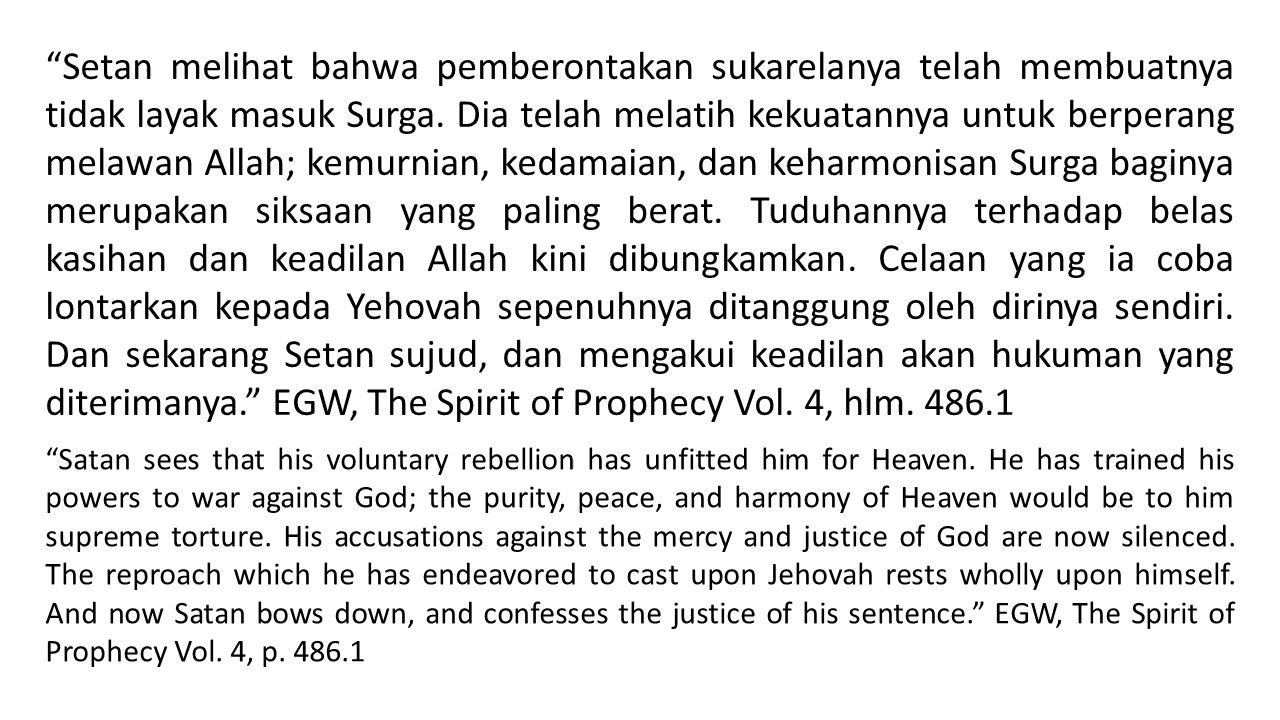 “Setan melihat bahwa pemberontakan sukarelanya telah membuatnya
tidak layak masuk Surga. Dia telah melatih kekuatannya untuk berperang
melawan Allah; kemurnian, kedamaian, dan keharmonisan Surga baginya
merupakan siksaan yang paling berat. Tuduhannya terhadap belas
kasihan dan keadilan Allah kini dibungkamkan. Celaan yang ia coba
lontarkan kepada Yehovah sepenuhnya ditanggung oleh dirinya sendiri.
Dan sekarang Setan sujud, dan mengakui keadilan akan hukuman yang
diterimanya.” EGW, The Spirit of Prophecy Vol. 4, hlm. 486.1
“Satan sees that his voluntary rebellion has unfitted him for Heaven. He has trained his
powers to war against God; the purity, peace, and harmony of Heaven would be to him
supreme torture. His accusations against the mercy and justice of God are now silenced.
The reproach which he has endeavored to cast upon Jehovah rests wholly upon himself.
And now Satan bows down, and confesses the justice of his sentence.” EGW, The Spirit of
Prophecy Vol. 4, p. 486.1